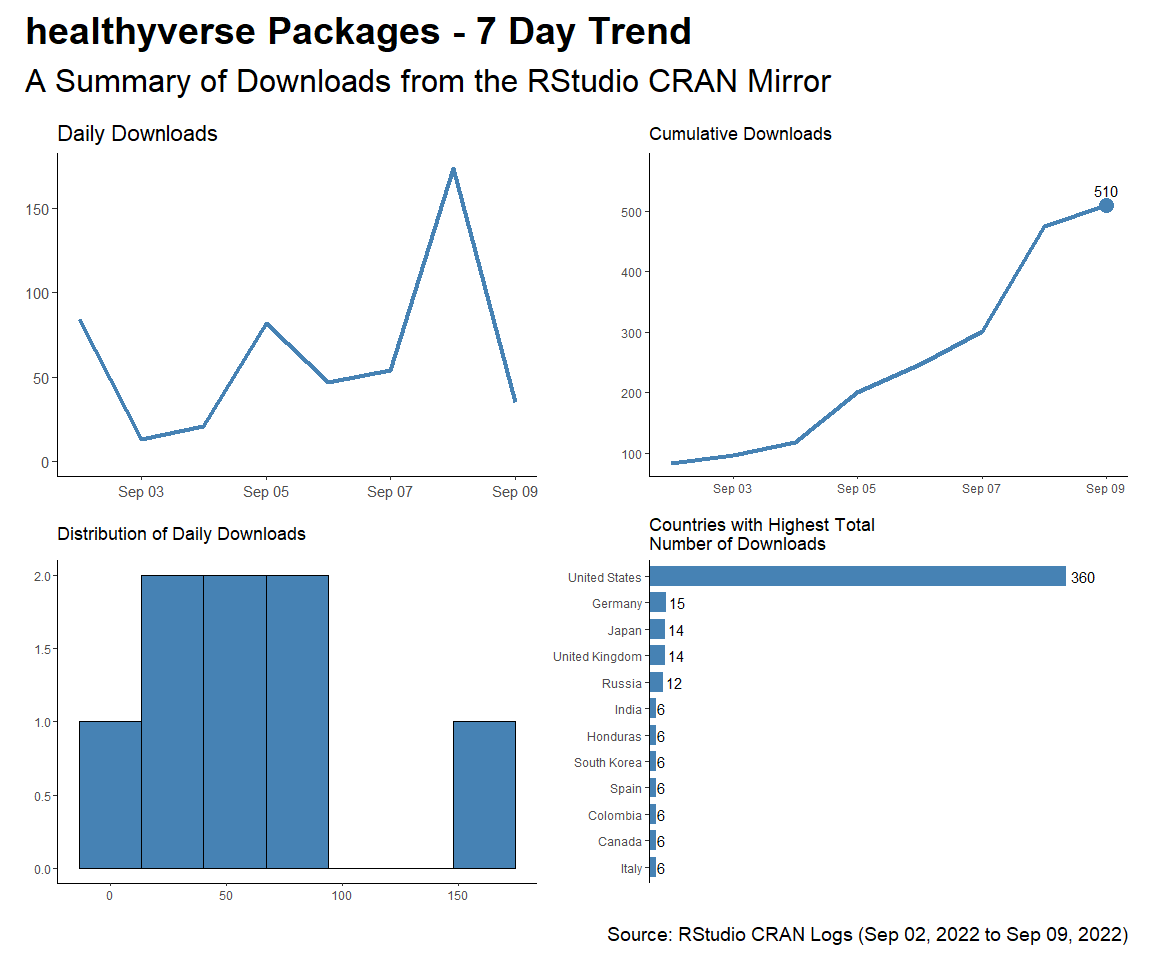 healthyverse Packages - 7 Day Trend
A Summary of Downloads from the RStudio CRAN Mirror
Daily Downloads
150
100
50
0
Sep 03 Sep 05 Sep 07 Sep 09
Cumulative Downloads
510
500
400
300
200
100
Sep 03 Sep 05 Sep 07 Sep 09
Distribution of Daily Downloads
2.0
1.5
1.0
0.5
0.0
0 50 100 150
Countries with Highest Total
Number of Downloads
United States 360
Germany 15
Japan 14
United Kingdom 14
Russia 12
India 6
Honduras 6
South Korea 6
Spain 6
Colombia 6
Canada 6
Italy 6
Source: RStudio CRAN Logs (Sep 02, 2022 to Sep 09, 2022)